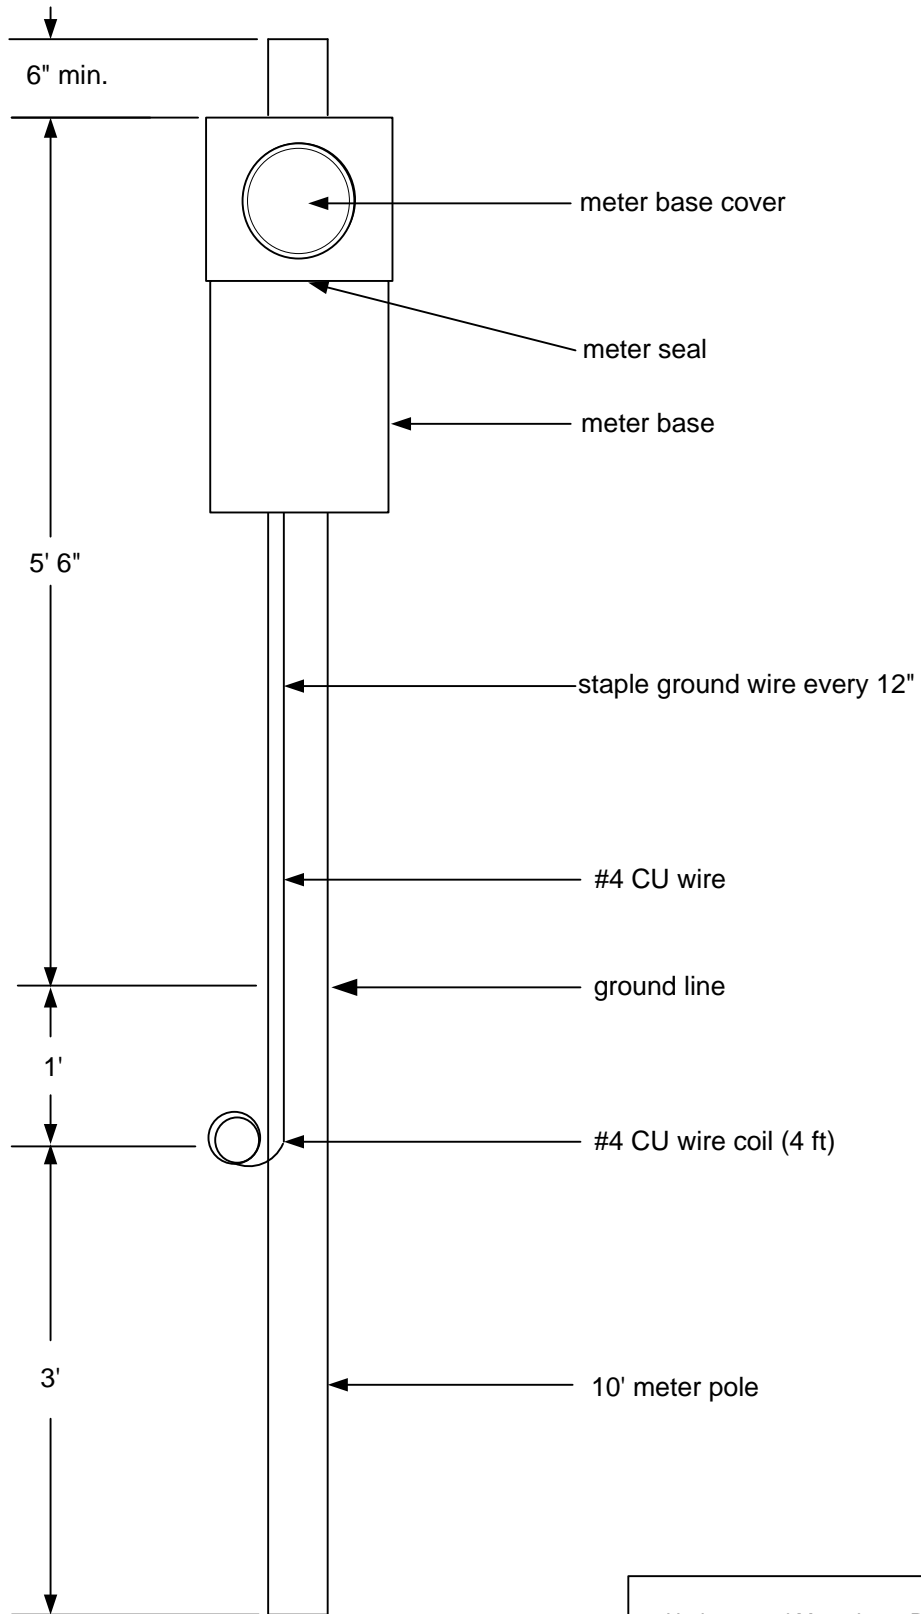 6" min.
meter base cover
meter seal
meter base
5' 6"
staple ground wire every 12"
#4 CU wire
ground line
1'
#4 CU wire coil (4 ft)
3'
10' meter pole